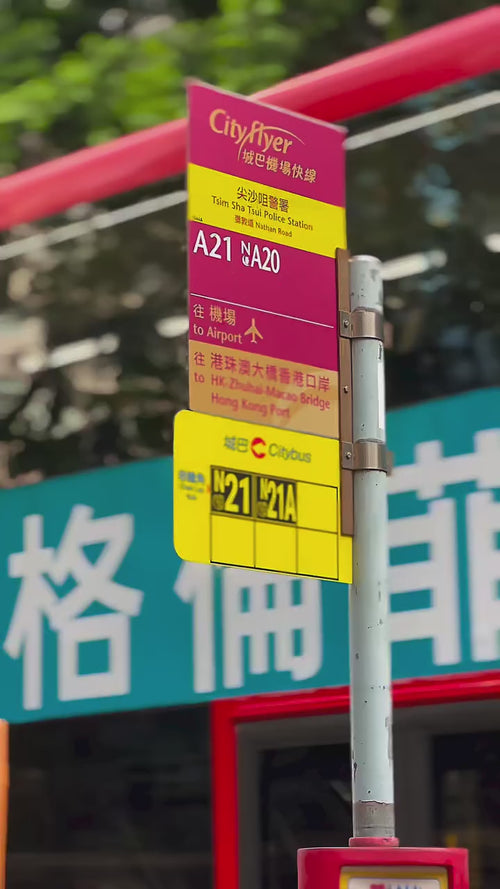 Cityflyer
城巴機場快線
尖沙咀警署
Tsim Sha Tsui Police Station
彌敦道 Nathan Road
A21 NA20
往 機場
to Airport
往 港珠澳大橋香港口岸
to HK-Zhuhai-Macao Bridge
Hong Kong Port
城巴 Citybus
N21 N21A
格倫菲